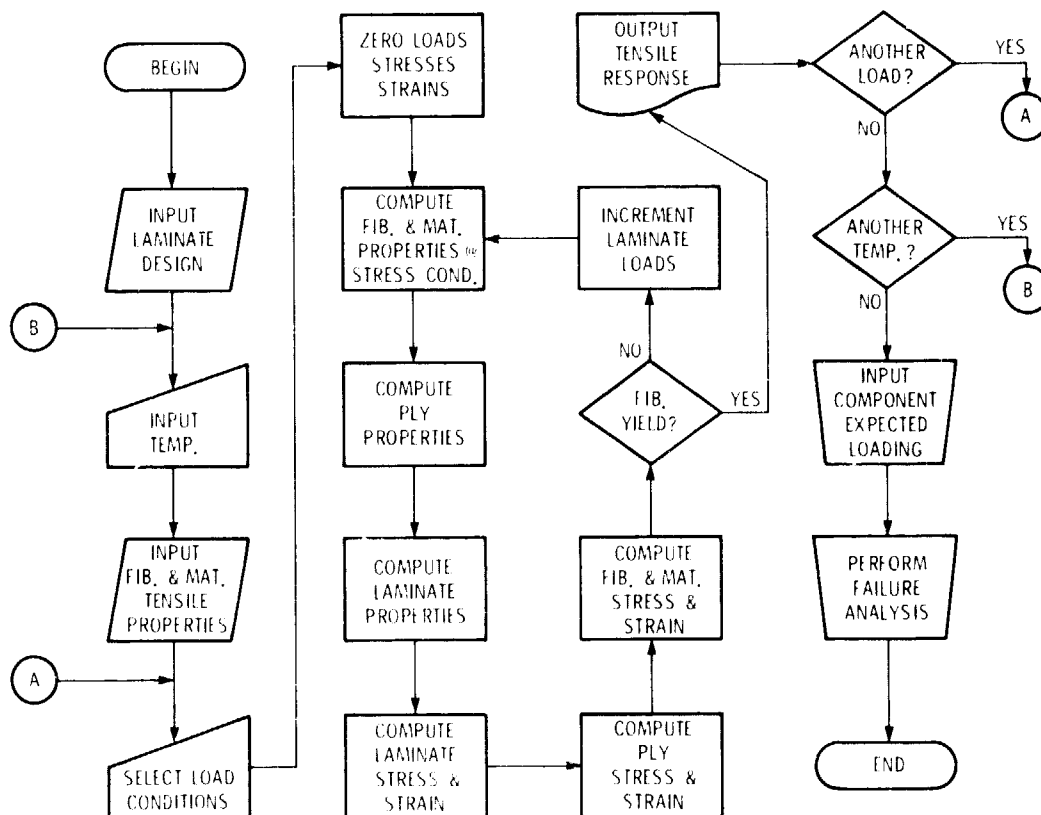 BEGIN
INPUT
LAMINATE
DESIGN
B
INPUT
TEMP.
INPUT
FIB. & MAT.
TENSILE
PROPERTIES
A
SELECT LOAD
CONDITIONS
ZERO LOADS
STRESSES
STRAINS
COMPUTE
FIB. & MAT.
PROPERTIES
STRESS COND.
COMPUTE
PLY
PROPERTIES
COMPUTE
LAMINATE
PROPERTIES
COMPUTE
LAMINATE
STRESS &
STRAIN
COMPUTE
PLY
STRESS &
STRAIN
COMPUTE
FIB. & MAT.
STRESS &
STRAIN
FIB.
YIELD?
NO
YES
INCREMENT
LAMINATE
LOADS
OUTPUT
TENSILE
RESPONSE
ANOTHER
LOAD?
YES
A
NO
ANOTHER
TEMP.?
YES
B
NO
INPUT
COMPONENT
EXPECTED
LOADING
PERFORM
FAILURE
ANALYSIS
END